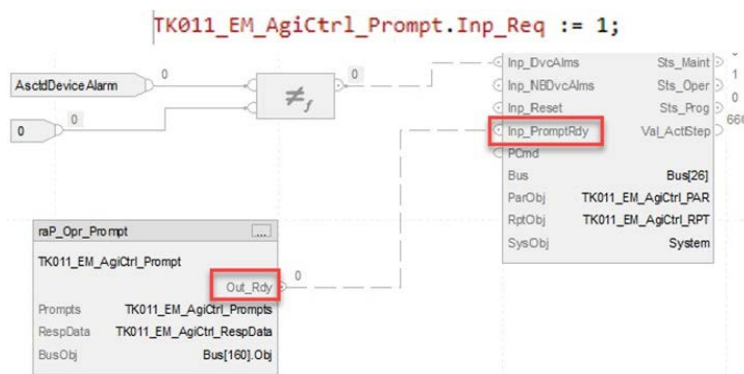 TK011_EM_AgiCtrl_Prompt.Inp_Req := 1;
Inp_DvcAlms Sts_Maint
AsctdDeviceAlarm 0 ≠f 0 Inp_NBDvcAlms Sts_Oper 1
Inp_Reset Sts_Prog 0
0 0 Inp_PromptRdy Val_ActlStep
PCmd
Bus Bus[26]
ParObj TK011_EM_AgiCtrl_PAR
RptObj TK011_EM_AgiCtrl_RPT
SysObj System
raP_Opr_Prompt ...
TK011_EM_AgiCtrl_Prompt
Out_Rdy 0
Prompts TK011_EM_AgiCtrl_Prompts
RespData TK011_EM_AgiCtrl_RespData
BusObj Bus[160].Obj